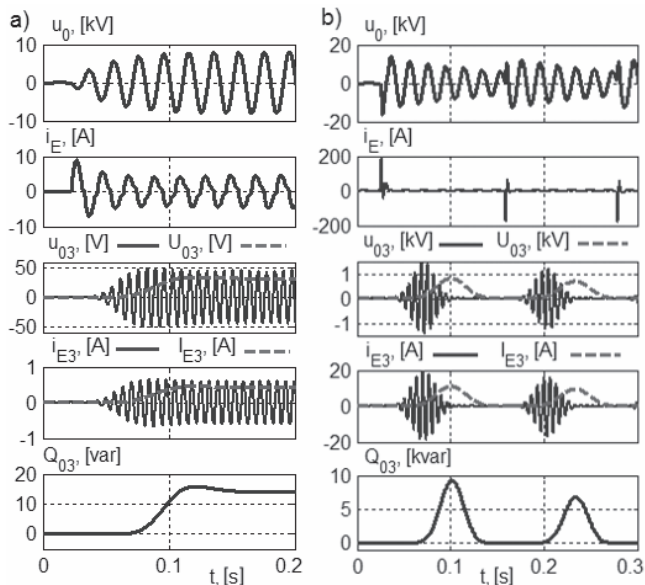 a)
u0, [kV]
10
0
-10
iE, [A]
10
0
-10
u03, [V] U03, [V]
50
0
-50
iE3, [A] IE3, [A]
1
0
-1
Q03, [var]
20
10
0
0 0.1 0.2
t, [s]
b)
u0, [kV]
20
0
-20
iE, [A]
200
0
200
u03, [kV] U03, [kV]
1
0
-1
iE3, [A] IE3, [A]
20
0
-20
Q03, [kvar]
10
5
0
0 0.1 0.2 0.3
t, [s]